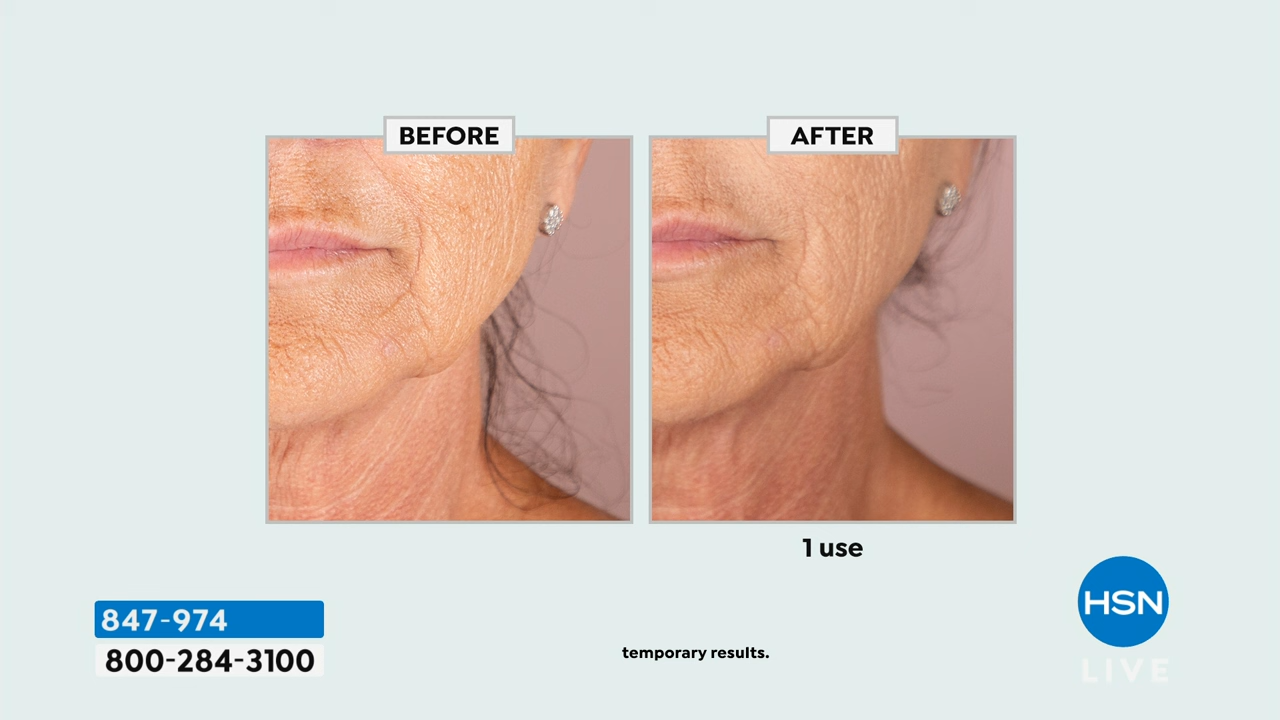 BEFORE
AFTER
1 use
847-974
800-284-3100
temporary results.
HSN
LIVE